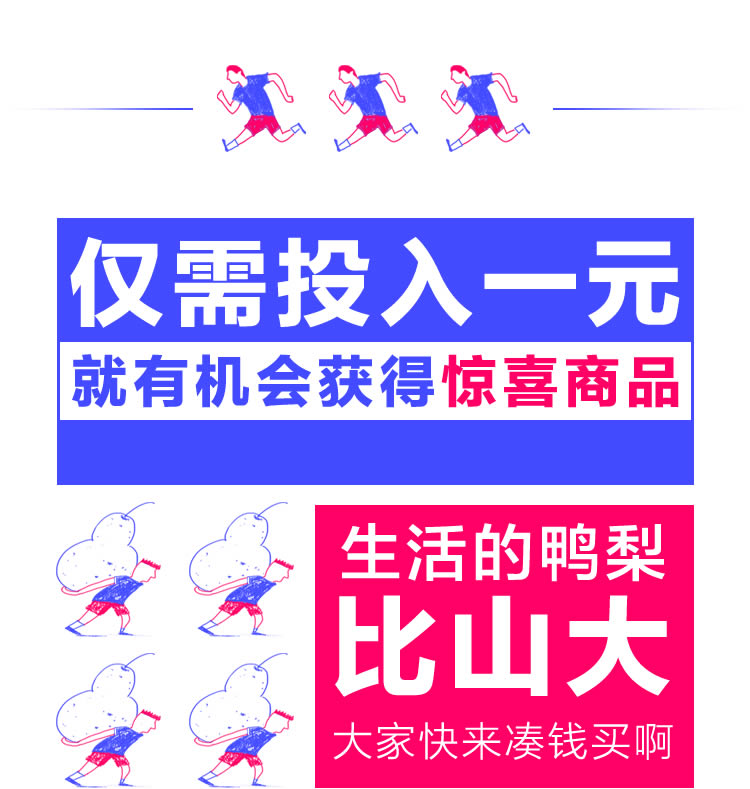 仅需投入一元
就有机会获得惊喜商品
生活的鸭梨
比山大
大家快来凑钱买啊